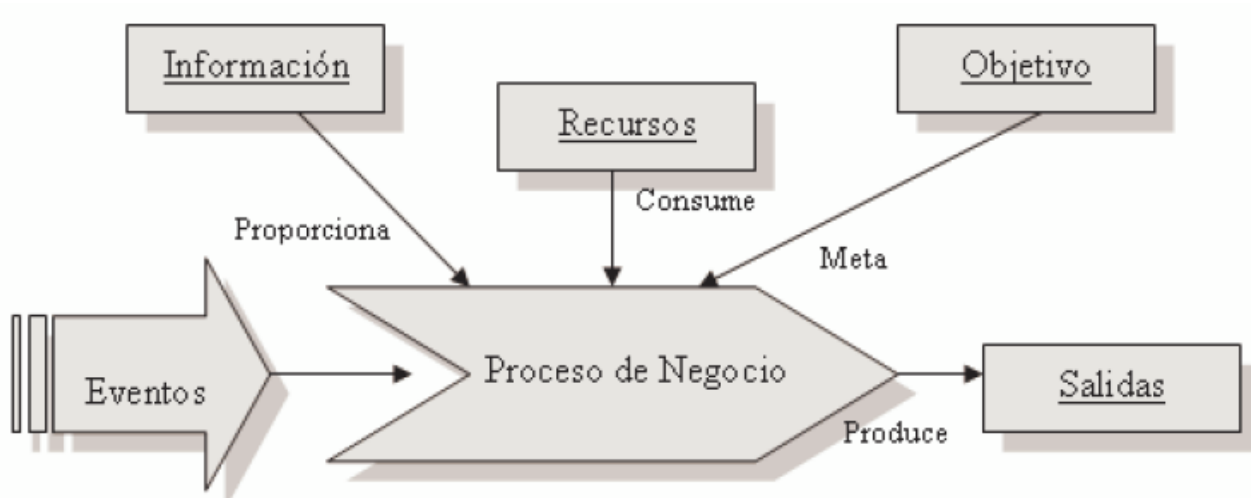 Información
Objetivo
Recursos
Consume
Proporciona
Meta
Eventos
Proceso de Negocio
Salidas
Produce